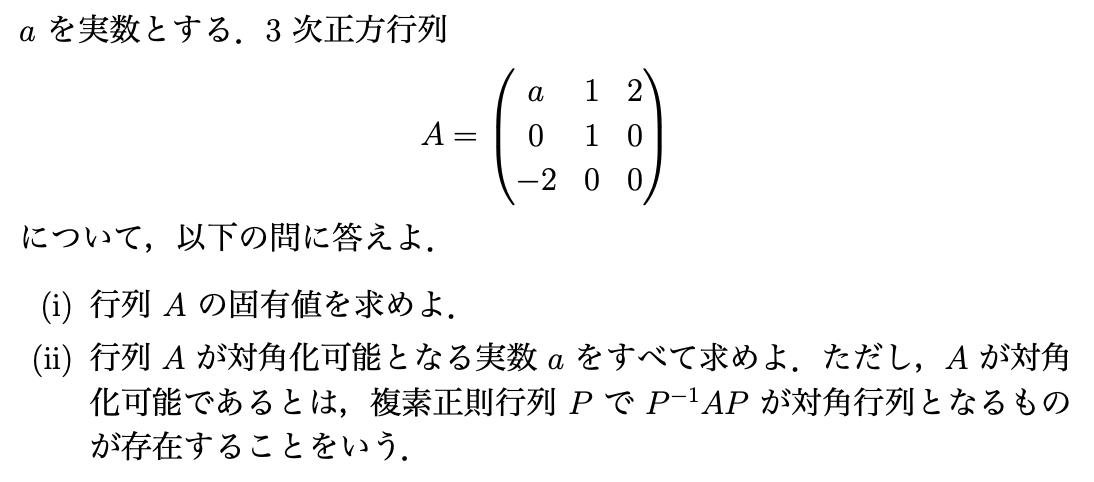 a を実数とする．3 次正方行列
A = \begin{pmatrix} a & 1 & 2 \\ 0 & 1 & 0 \\ -2 & 0 & 0 \end{pmatrix}
について，以下の問に答えよ．
(i) 行列 A の固有値を求めよ．
(ii) 行列 A が対角化可能となる実数 a をすべて求めよ．ただし，A が対角
化可能であるとは，複素正則行列 P で P⁻¹AP が対角行列となるもの
が存在することをいう．